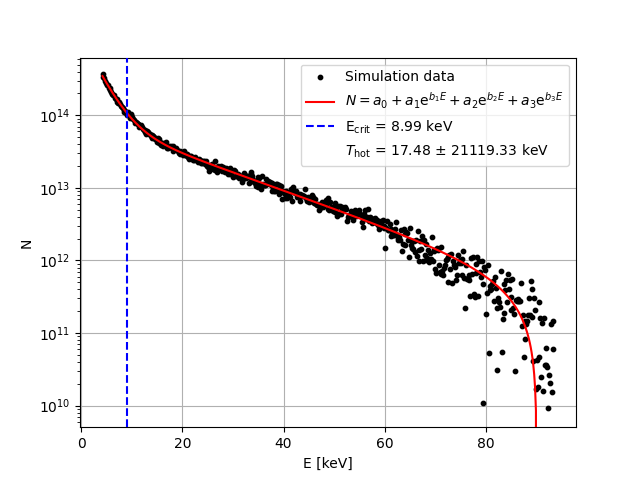 Simulation data
N = a₀ + a₁e^{b₁E} + a₂e^{b₂E} + a₃e^{b₃E}
E_crit = 8.99 keV
T_hot = 17.48 ± 21119.33 keV
10¹⁴
10¹³
10¹²
10¹¹
10¹⁰
N
0 20 40 60 80
E [keV]